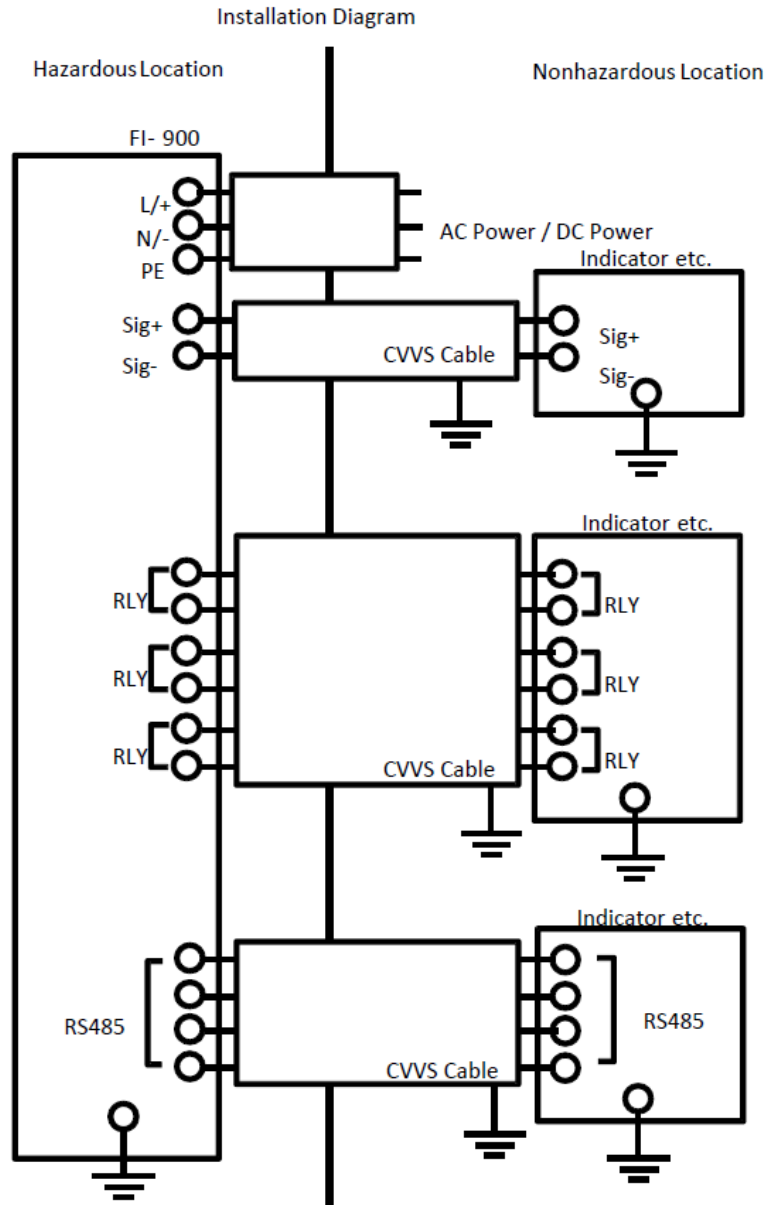 Installation Diagram
Hazardous Location
Nonhazardous Location
FI- 900
L/+
N/-
PE
AC Power / DC Power
Indicator etc.
Sig+
Sig-
CVVS Cable
Sig+
Sig-
Indicator etc.
RLY
RLY
RLY
RLY
RLY
RLY
CVVS Cable
Indicator etc.
RS485
RS485
CVVS Cable